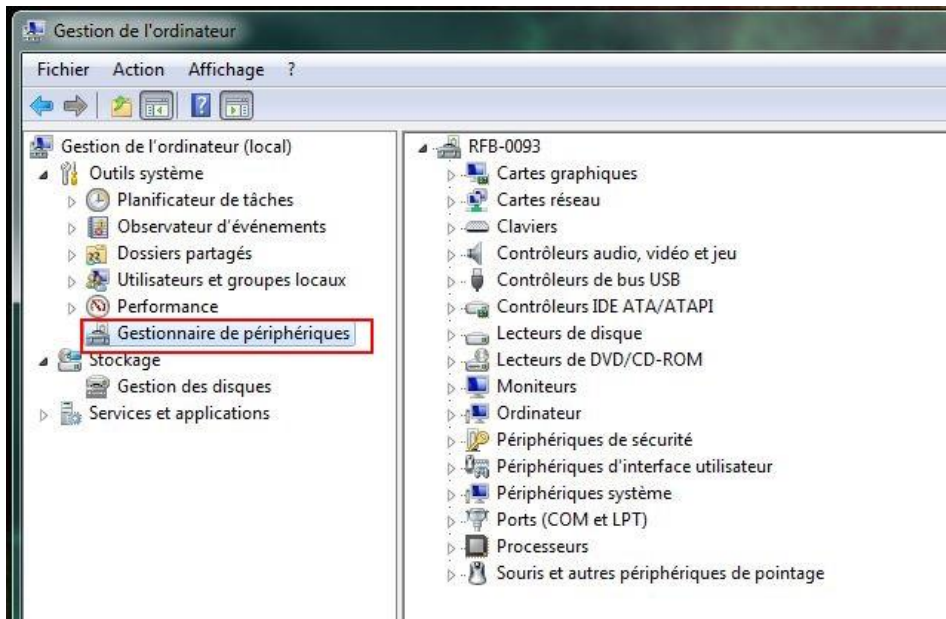 Gestion de l'ordinateur
Fichier Action Affichage ?
Gestion de l'ordinateur (local)
Outils système
Planificateur de tâches
Observateur d'événements
Dossiers partagés
Utilisateurs et groupes locaux
Performance
Gestionnaire de périphériques
Stockage
Gestion des disques
Services et applications
RFB-0093
Cartes graphiques
Cartes réseau
Claviers
Contrôleurs audio, vidéo et jeu
Contrôleurs de bus USB
Contrôleurs IDE ATA/ATAPI
Lecteurs de disque
Lecteurs de DVD/CD-ROM
Moniteurs
Ordinateur
Périphériques de sécurité
Périphériques d'interface utilisateur
Périphériques système
Ports (COM et LPT)
Processeurs
Souris et autres périphériques de pointage